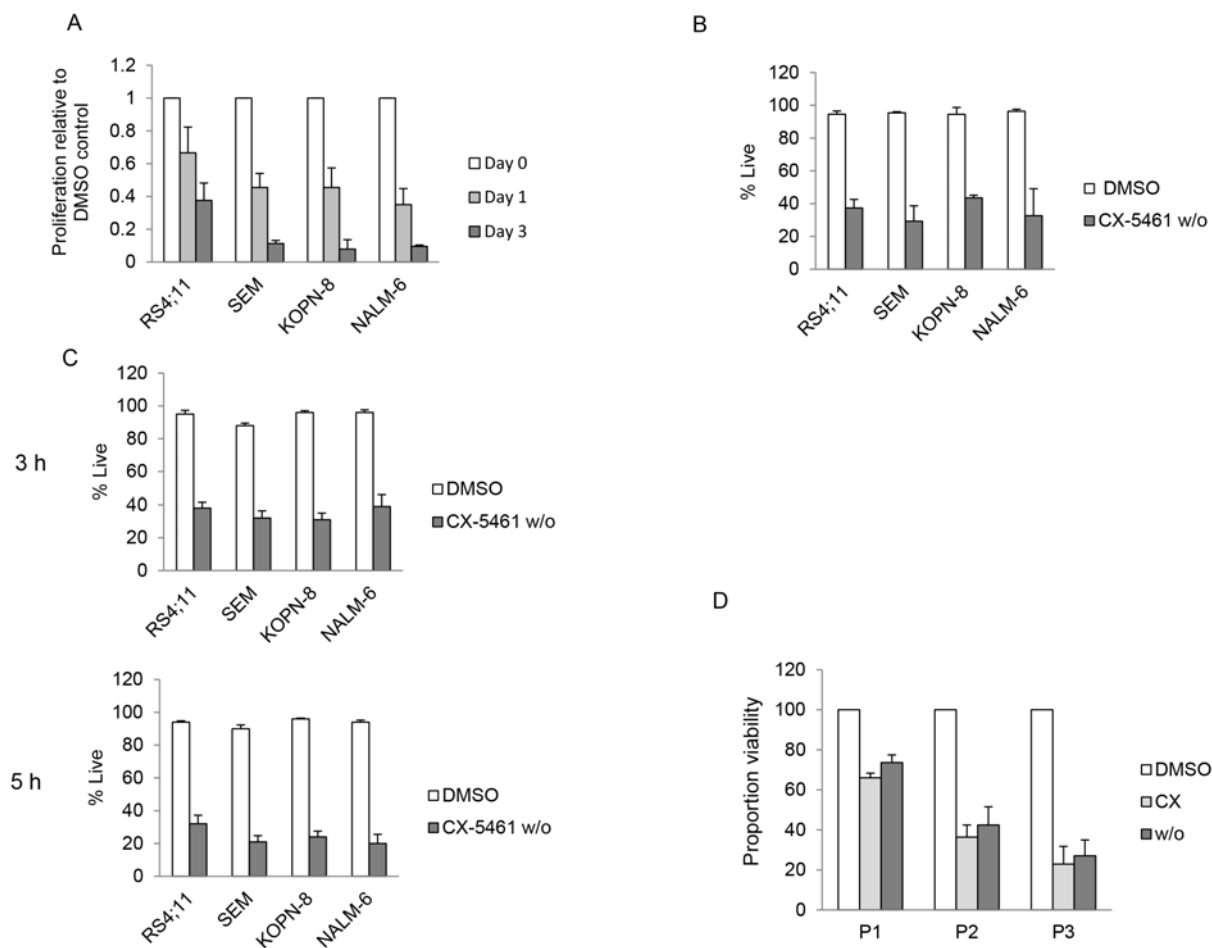 A
Proliferation relative to
DMSO control
1.2
1
0.8
0.6
0.4
0.2
0
RS4;11
SEM
KOPN-8
NALM-6
Day 0
Day 1
Day 3
B
% Live
120
100
80
60
40
20
0
RS4;11
SEM
KOPN-8
NALM-6
DMSO
CX-5461 w/o
C
3 h
% Live
120
100
80
60
40
20
0
RS4;11
SEM
KOPN-8
NALM-6
DMSO
CX-5461 w/o
5 h
% Live
120
100
80
60
40
20
0
RS4;11
SEM
KOPN-8
NALM-6
DMSO
CX-5461 w/o
D
Proportion viability
120
100
80
60
40
20
0
P1
P2
P3
DMSO
CX
w/o